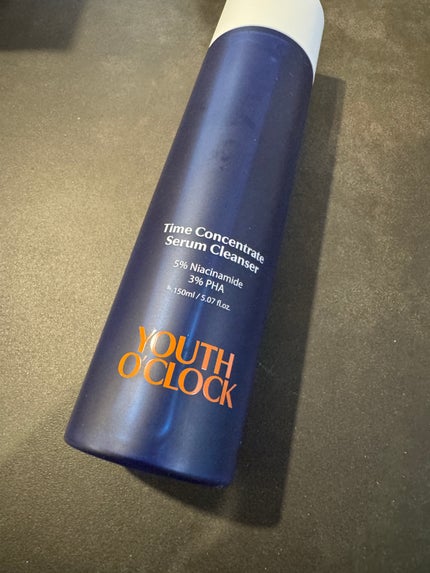 Time Concentrate
Serum Cleanser
5% Niacinamide
3% PHA
150ml / 5.07 fl.oz.
YOUTH
O'CLOCK